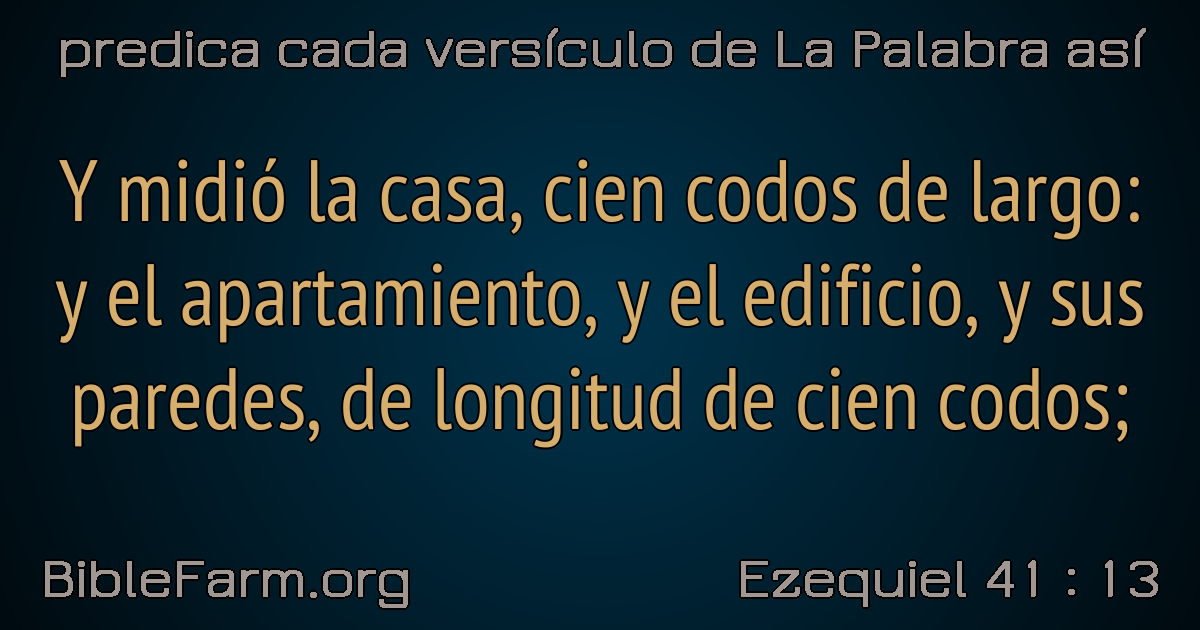 predica cada versículo de La Palabra así
Y midió la casa, cien codos de largo:
y el apartamiento, y el edificio, y sus
paredes, de longitud de cien codos;
BibleFarm.org
Ezequiel 41 : 13